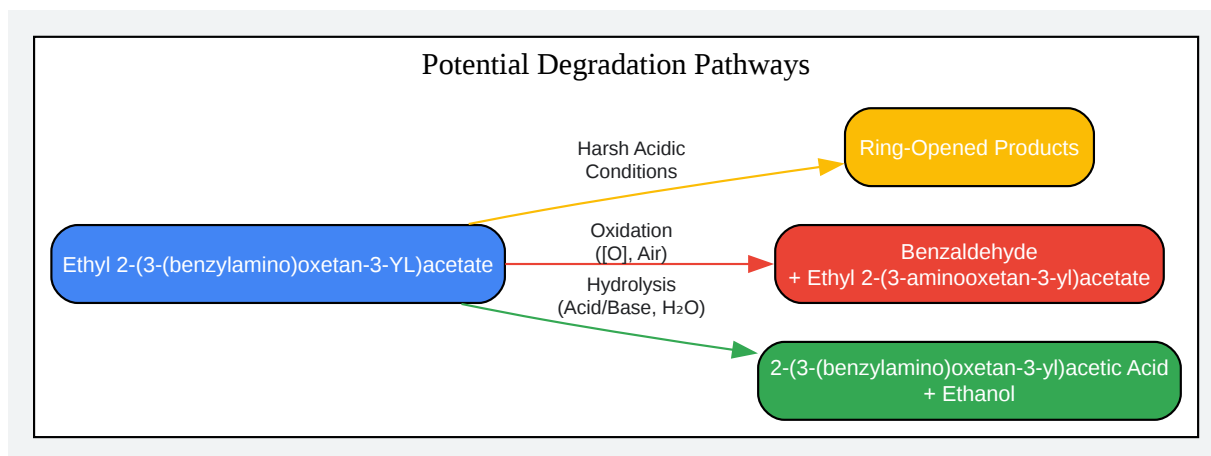 Potential Degradation Pathways
Harsh Acidic
Conditions
Ring-Opened Products
Ethyl 2-(3-(benzylamino)oxetan-3-YL)acetate
Oxidation
([O], Air)
Benzaldehyde
+ Ethyl 2-(3-aminooxetan-3-yl)acetate
Hydrolysis
(Acid/Base, H₂O)
2-(3-(benzylamino)oxetan-3-yl)acetic Acid
+ Ethanol